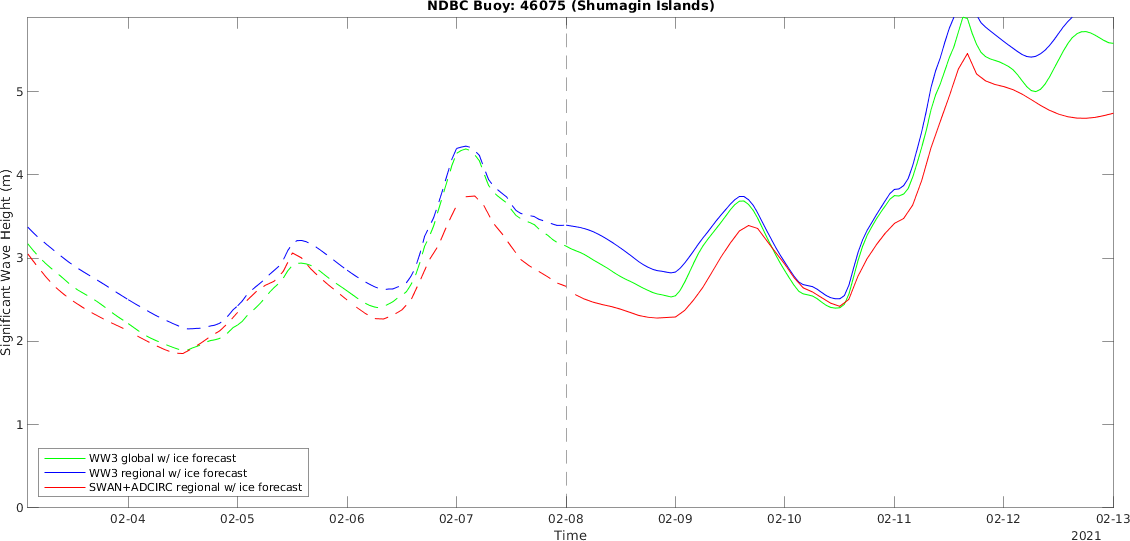 NDBC Buoy: 46075 (Shumagin Islands)
Significant Wave Height (m)
5
4
3
2
1
0
WW3 global w/ ice forecast
WW3 regional w/ ice forecast
SWAN+ADCIRC regional w/ ice forecast
02-04 02-05 02-06 02-07 02-08 02-09 02-10 02-11 02-12 02-13
Time
2021